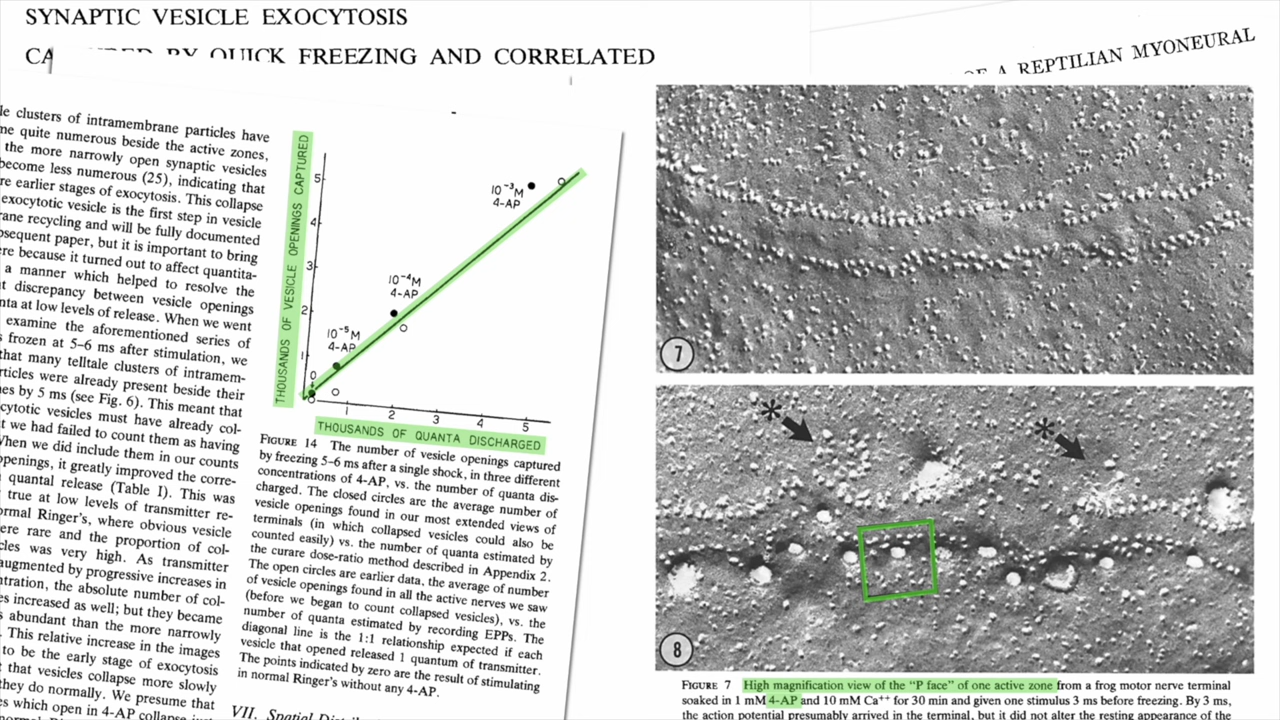 SYNAPTIC VESICLE EXOCYTOSIS
BY QUICK FREEZING AND CORRELATED
A REPTILIAN MYONEURAL
le clusters of intramembrane particles have
me quite numerous beside the active zones,
the more narrowly open synaptic vesicles
become less numerous (25), indicating that
re earlier stages of exocytosis. This collapse
exocytotic vesicle is the first step in vesicle
rane recycling and will be fully documented
bsequent paper, but it is important to bring
ere because it turned out to affect quantita-
a manner which helped to resolve the
t discrepancy between vesicle openings
nta at low levels of release. When we went
examine the aforementioned series of
s frozen at 5-6 ms after stimulation, we
that many telltale clusters of intramem-
rticles were already present beside their
nes by 5 ms (see Fig. 6). This meant that
cytotic vesicles must have already col-
t we had failed to count them as having
When we did include them in our counts
openings, it greatly improved the corre-
quantal release (Table I). This was
true at low levels of transmitter re-
ormal Ringer's, where obvious vesicle
ere rare and the proportion of col-
cles was very high. As transmitter
augmented by progressive increases in
ntration, the absolute number of col-
es increased as well; but they became
s abundant than the more narrowly
This relative increase in the images
to be the early stage of exocytosis
that vesicles collapse more slowly
they do normally. We presume that
es which open in 4-AP collapse just
THOUSANDS OF VESICLE OPENINGS CAPTURED
5
4
3
2
1
0
10⁻³M
4-AP
10⁻⁴M
4-AP
10⁻⁵M
4-AP
1 2 3 4 5
THOUSANDS OF QUANTA DISCHARGED
FIGURE 14 The number of vesicle openings captured
by freezing 5-6 ms after a single shock, in three different
concentrations of 4-AP, vs. the number of quanta dis-
charged. The closed circles are the average number of
vesicle openings found in our most extended views of
terminals (in which collapsed vesicles could also be
counted easily) vs. the number of quanta estimated by
the curare dose-ratio method described in Appendix 2.
The open circles are earlier data, the average of number
of vesicle openings found in all the active nerves we saw
(before we began to count collapsed vesicles), vs. the
number of quanta estimated by recording EPPs. The
diagonal line is the 1:1 relationship expected if each
vesicle that opened released 1 quantum of transmitter.
The points indicated by zero are the result of stimulating
in normal Ringer's without any 4-AP.
VII. Spatial
7
*
*
8
FIGURE 7 High magnification view of the "P face" of one active zone from a frog motor nerve terminal
soaked in 1 mM 4-AP and 10 mM Ca⁺⁺ for 30 min and given one stimulus 3 ms before freezing. By 3 ms,
the action potential presumably arrived in the terminal, but it did not alter the resting appearance of the